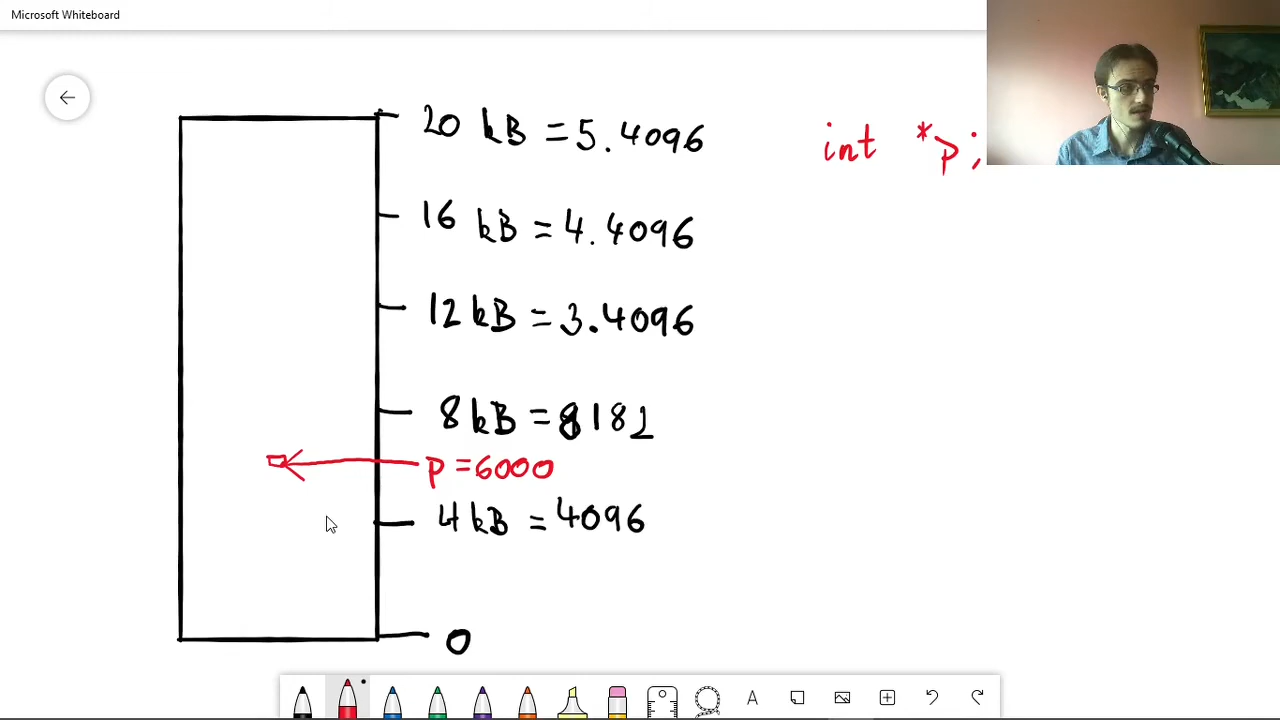 Microsoft Whiteboard
20 kB = 5.4096
int *p;
16 kB = 4.4096
12 kB = 3.4096
8 kB = 8182
p = 6000
4 kB = 4096
0
A